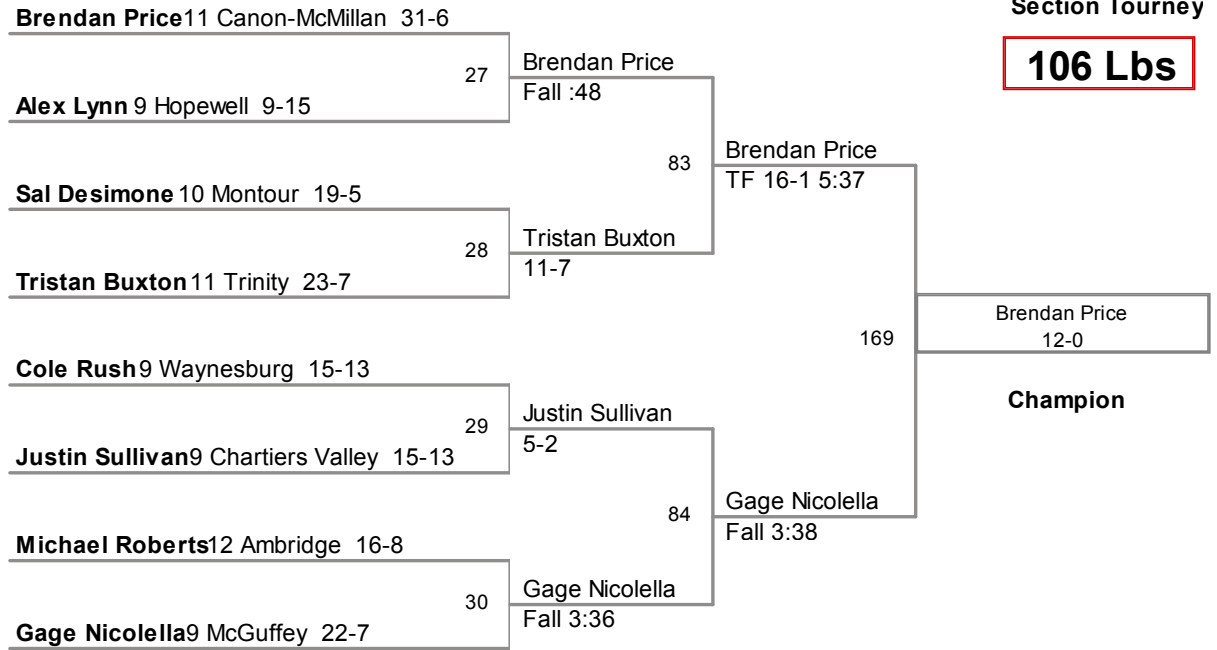 Section Tourney
106 Lbs
Brendan Price 11 Canon-McMillan 31-6
27
Brendan Price
Fall :48
Alex Lynn 9 Hopewell 9-15
83
Brendan Price
TF 16-1 5:37
Sal Desimone 10 Montour 19-5
28
Tristan Buxton
11-7
Tristan Buxton 11 Trinity 23-7
169
Brendan Price
12-0
Champion
Cole Rush 9 Waynesburg 15-13
29
Justin Sullivan
5-2
Justin Sullivan 9 Chartiers Valley 15-13
84
Gage Nicolella
Fall 3:38
Michael Roberts 12 Ambridge 16-8
30
Gage Nicolella
Fall 3:36
Gage Nicolella 9 McGuffey 22-7